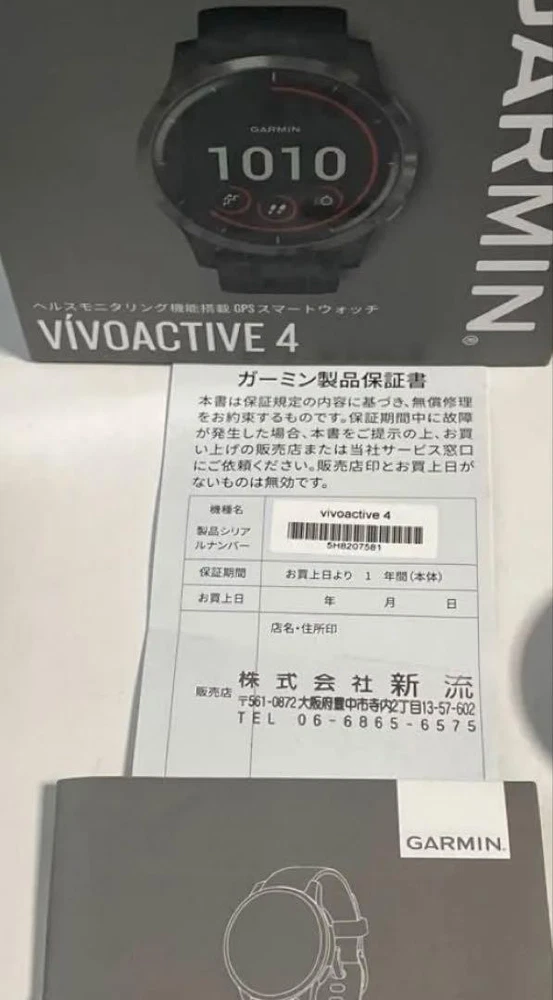 GARMIN
GARMIN
1010
ヘルスモニタリング機能搭載 GPSスマートウォッチ
VÍVOACTIVE 4
ガーミン製品保証書
本書は保証規定の内容に基づき、無償修理
をお約束するものです。保証期間中に故障
が発生した場合、本書をご提示の上、お買
い上げの販売店または当社サービス窓口
にご依頼ください。販売店印とお買上日が
ないものは無効です。
機種名 vivoactive 4
製品シリア
ルナンバー 5H8207581
保証期間 お買上日より 1 年間(本体)
お買上日 年 月 日
店名・住所印
販売店 株式会社新流
〒561-0872大阪府豊中市寺内2丁目13-57-602
TEL 06-6865-6575
GARMIN.